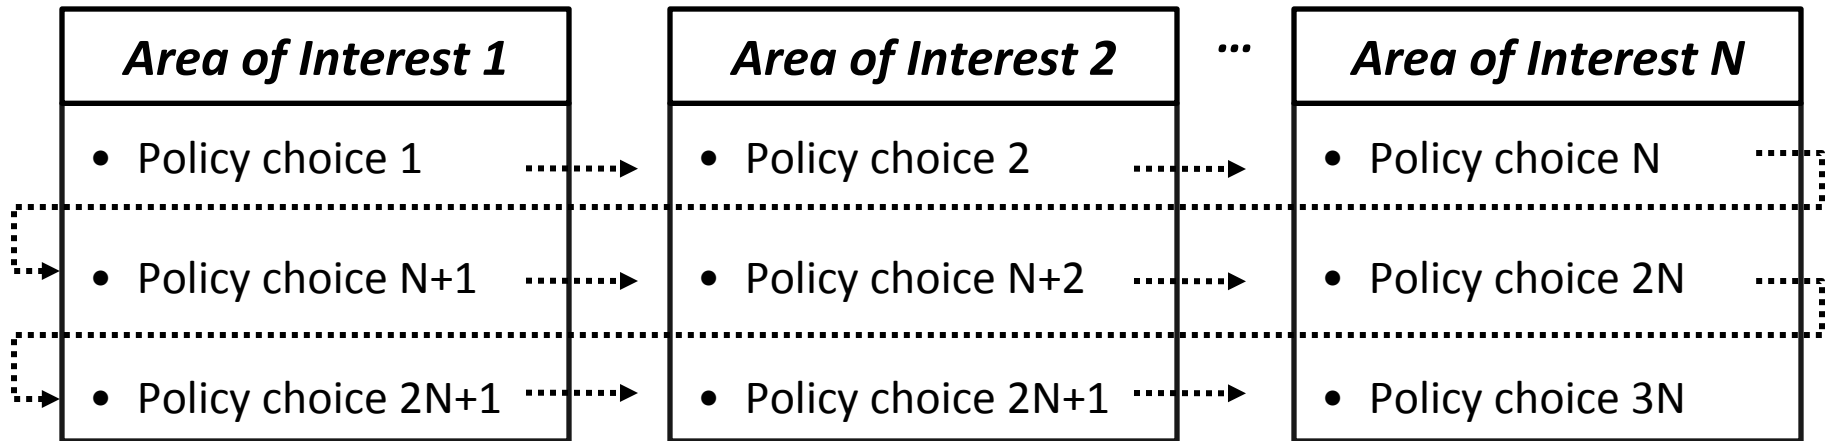 Area of Interest 1 Area of Interest 2 ... Area of Interest N
• Policy choice 1 • Policy choice 2 • Policy choice N
• Policy choice N+1 • Policy choice N+2 • Policy choice 2N
• Policy choice 2N+1 • Policy choice 2N+1 • Policy choice 3N